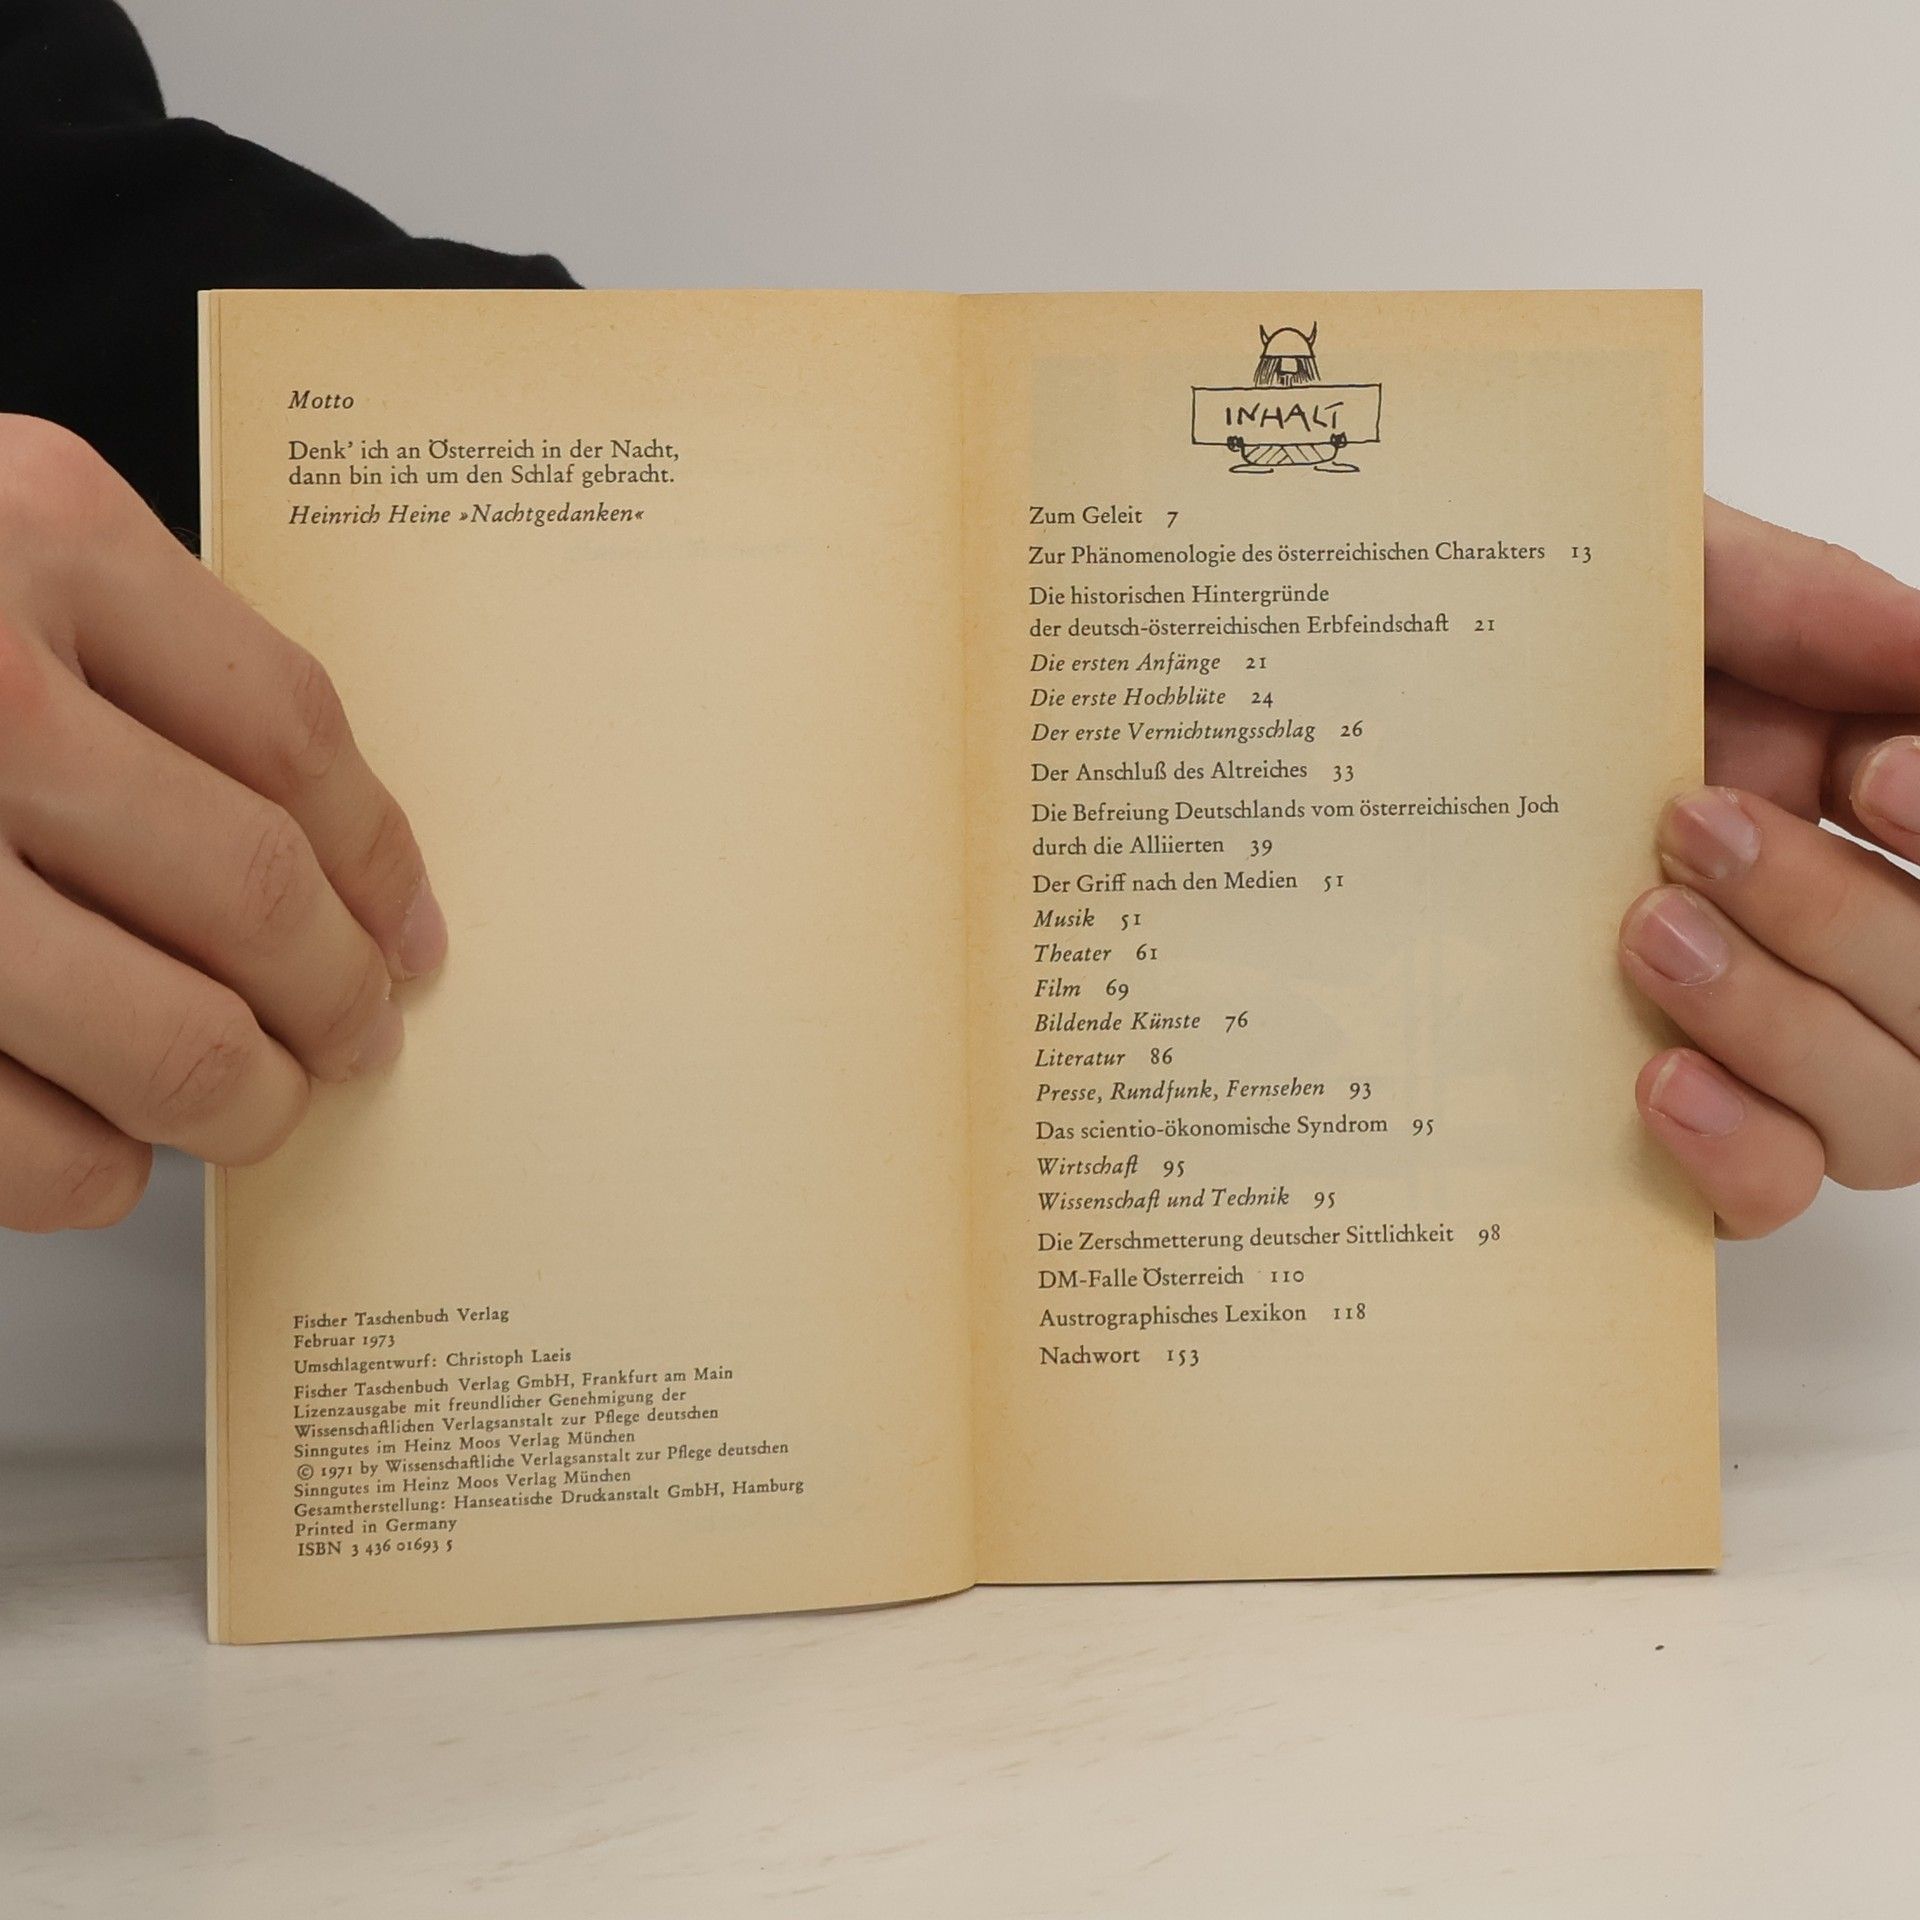 Motto
Denk’ ich an Österreich in der Nacht,
dann bin ich um den Schlaf gebracht.
Heinrich Heine »Nachtgedanken«
Fischer Taschenbuch Verlag
Februar 1973
Umschlagentwurf: Christoph Laeis
Fischer Taschenbuch Verlag GmbH, Frankfurt am Main
Lizenzausgabe mit freundlicher Genehmigung der
Wissenschaftlichen Verlagsanstalt zur Pflege deutschen
Sinngutes im Heinz Moos Verlag München
© 1971 by Wissenschaftliche Verlagsanstalt zur Pflege deutschen
Sinngutes im Heinz Moos Verlag München
Gesamtherstellung: Hanseatische Druckanstalt GmbH, Hamburg
Printed in Germany
ISBN 3 436 01693 5
INHALT
Zum Geleit 7
Zur Phänomenologie des österreichischen Charakters 13
Die historischen Hintergründe
der deutsch-österreichischen Erbfeindschaft 21
Die ersten Anfänge 21
Die erste Hochblüte 24
Der erste Vernichtungsschlag 26
Der Anschluß des Altreiches 33
Die Befreiung Deutschlands vom österreichischen Joch
durch die Alliierten 39
Der Griff nach den Medien 51
Musik 51
Theater 61
Film 69
Bildende Künste 76
Literatur 86
Presse, Rundfunk, Fernsehen 93
Das scientio-ökonomische Syndrom 95
Wirtschaft 95
Wissenschaft und Technik 95
Die Zerschmetterung deutscher Sittlichkeit 98
DM-Falle Österreich 110
Austrographisches Lexikon 118
Nachwort 153